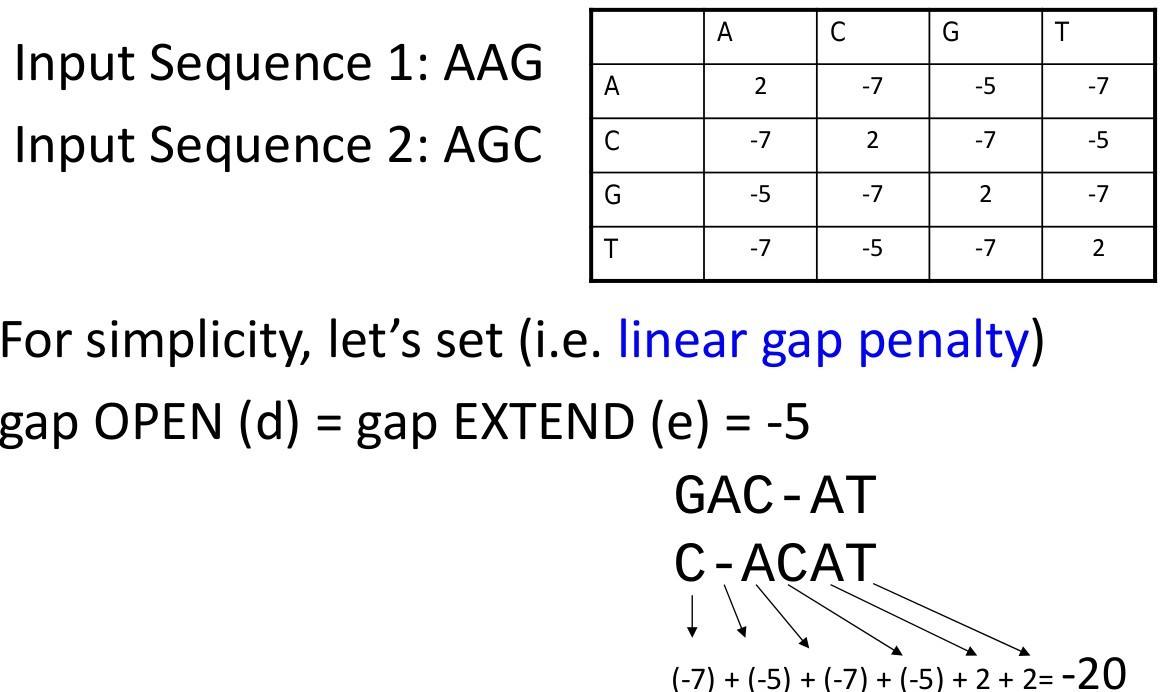 Input Sequence 1: AAG
Input Sequence 2: AGC
A C G T
A 2 -7 -5 -7
C -7 2 -7 -5
G -5 -7 2 -7
T -7 -5 -7 2
For simplicity, let’s set (i.e. linear gap penalty)
gap OPEN (d) = gap EXTEND (e) = -5
GAC-AT
C-ACAT
(-7) + (-5) + (-7) + (-5) + 2 + 2= -20